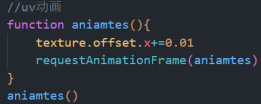 //uv动画
function aniamtes(){
texture.offset.x+=0.01
requestAnimationFrame(aniamtes)
}
aniamtes()